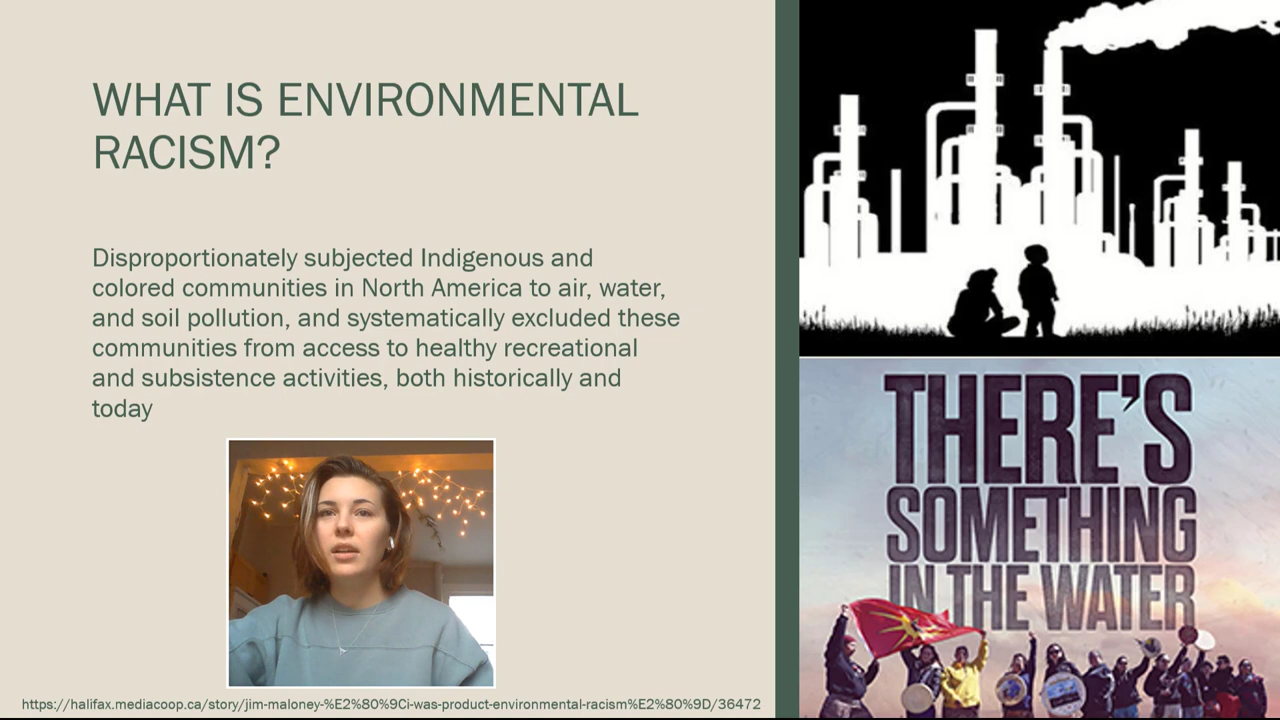 WHAT IS ENVIRONMENTAL
RACISM?
Disproportionately subjected Indigenous and
colored communities in North America to air, water,
and soil pollution, and systematically excluded these
communities from access to healthy recreational
and subsistence activities, both historically and
today
https://halifax.mediacoop.ca/story/jim-maloney-%E2%80%9Ci-was-product-environmental-racism%E2%80%9D/36472
THERE'S
SOMETHING
IN THE WATER